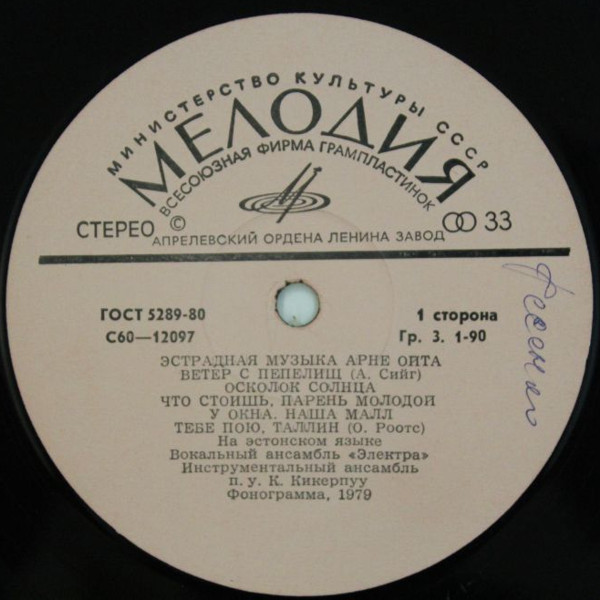 МИНИСТЕРСТВО КУЛЬТУРЫ СССР
МЕЛОДИЯ
ВСЕСОЮЗНАЯ ФИРМА ГРАМПЛАСТИНОК
СТЕРЕО © 33
АПРЕЛЕВСКИЙ ОРДЕНА ЛЕНИНА ЗАВОД
ГОСТ 5289-80 1 сторона
С60—12097 Гр. 3. 1-90
ЭСТРАДНАЯ МУЗЫКА АРНЕ ОЙТА
ВЕТЕР С ПЕПЕЛИЩ (А. Сийг)
ОСКОЛОК СОЛНЦА
ЧТО СТОИШЬ, ПАРЕНЬ МОЛОДОЙ
У ОКНА. НАША МАЛЛ
ТЕБЕ ПОЮ, ТАЛЛИН (О. Роотс)
На эстонском языке
Вокальный ансамбль «Электра»
Инструментальный ансамбль
п. у. К. Кикерпуу
Фонограмма, 1979